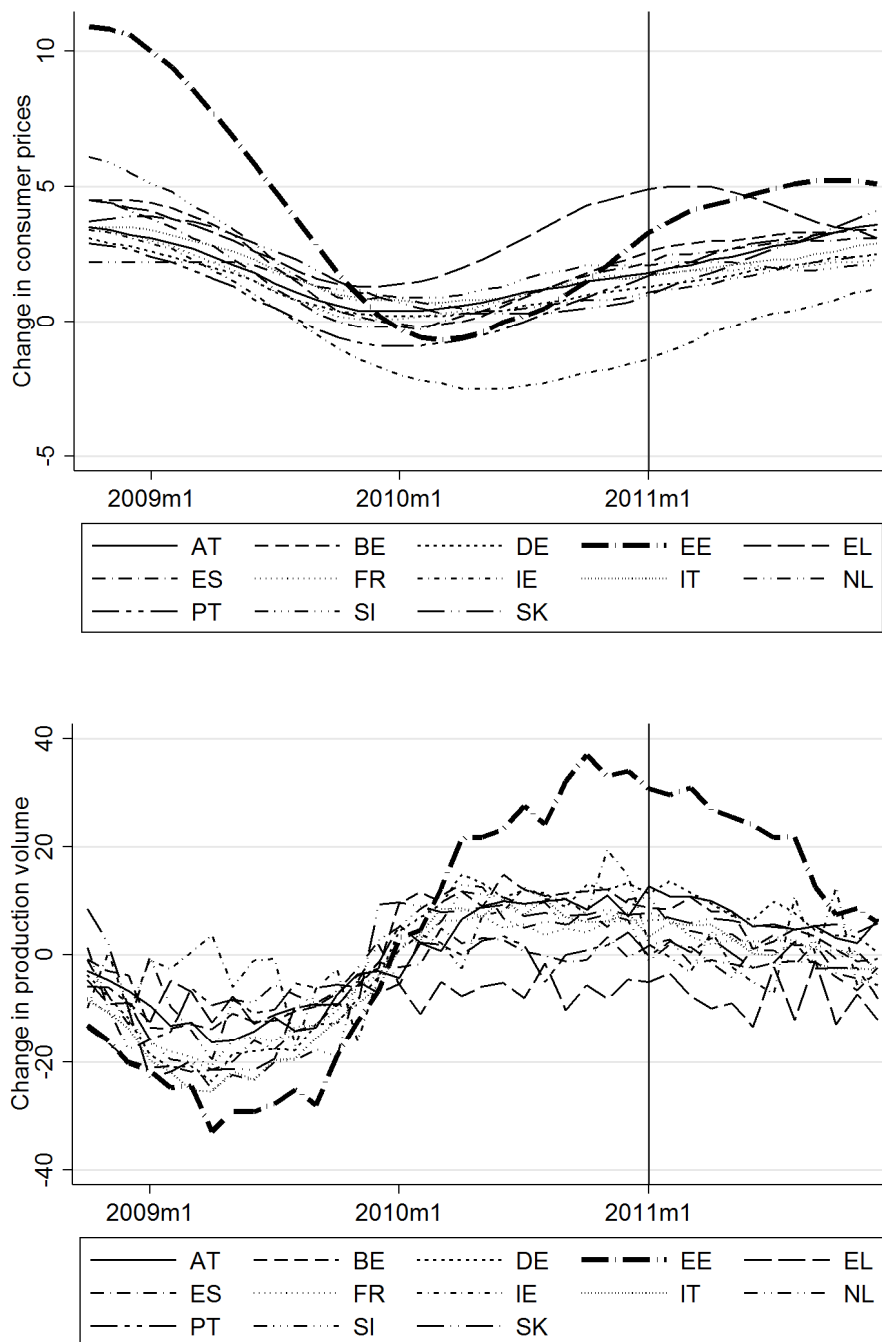 Change in consumer prices
10
5
0
-5
2009m1 2010m1 2011m1
AT BE DE EE EL
ES FR IE IT NL
PT SI SK
Change in production volume
40
20
0
-20
-40
2009m1 2010m1 2011m1
AT BE DE EE EL
ES FR IE IT NL
PT SI SK